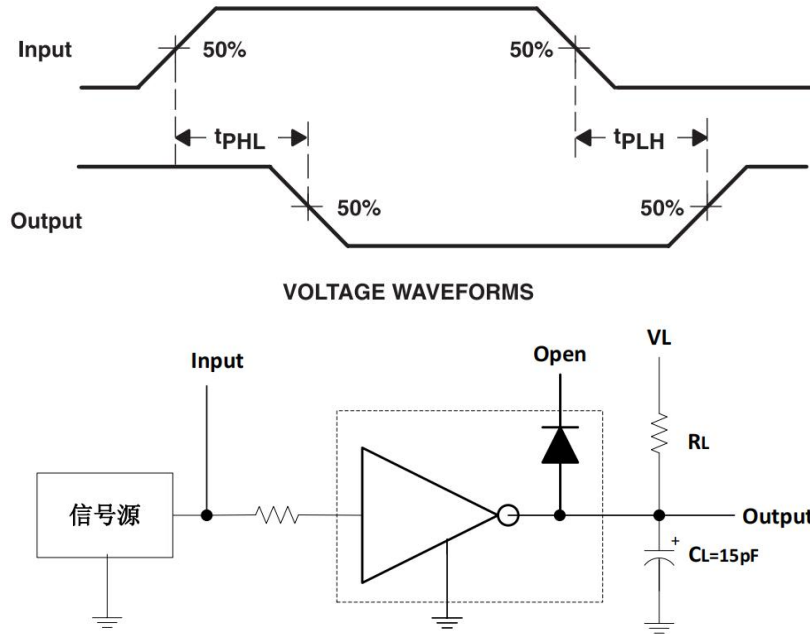 Input
50%
50%
tPHL
tPLH
Output
50%
50%
VOLTAGE WAVEFORMS
Input
Open
VL
RL
信号源
Output
+
CL=15pF